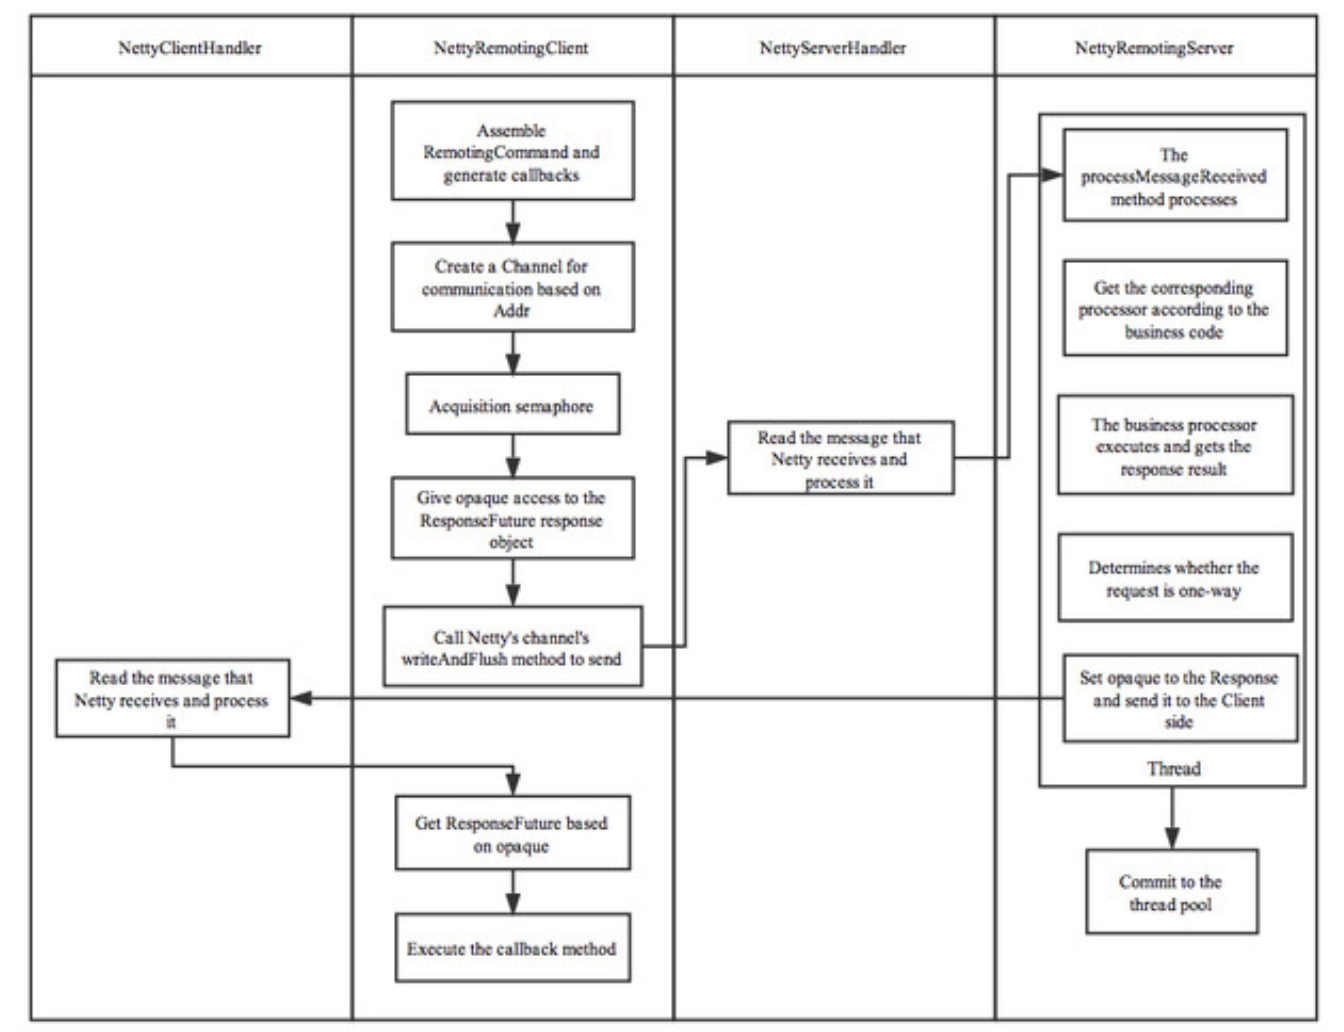 NettyClientHandler
NettyRemotingClient
NettyServerHandler
NettyRemotingServer
Assemble
RemotingCommand and
generate callbacks
Create a Channel for
communication based on
Addr
Acquisition semaphore
Give opaque access to the
ResponseFuture response
object
Call Netty's channel's
writeAndFlush method to send
Read the message that
Netty receives and
process it
The
processMessageReceived
method processes
Get the corresponding
processor according to the
business code
The business processor
executes and gets the
response result
Determines whether the
request is one-way
Set opaque to the Response
and send it to the Client
side
Thread
Commit to the
thread pool
Read the message that
Netty receives and process
it
Get ResponseFuture based
on opaque
Execute the callback method